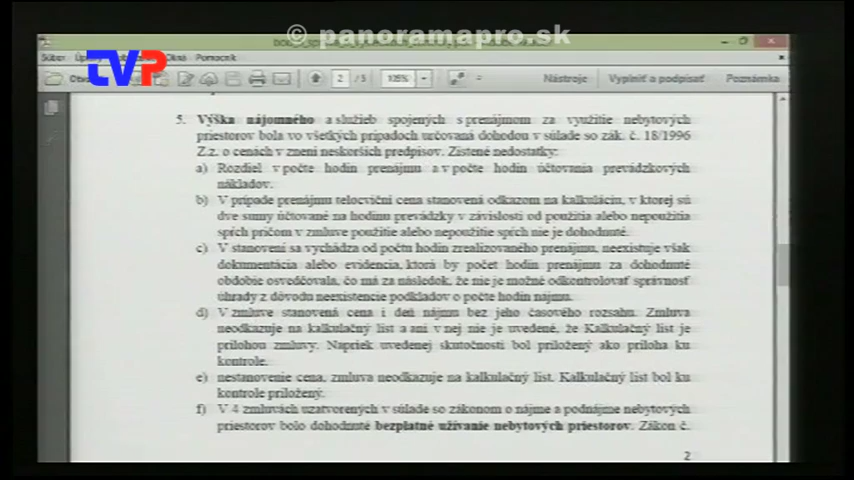 © panoramapro.sk
TVP
Súbor Okná Pomocník
2 / 5 105% Nástroje Vyplniť a podpísať Poznámka
5. Výška nájomného a služieb spojených s prenájmom za využitie nebytových
priestorov bola vo všetkých prípadoch určovaná dohodou v súlade so zák. č. 18/1996
Z.z. o cenách v znení neskorších predpisov. Zistené nedostatky:
a) Rozdiel v počte hodín prenájmu a v počte hodín účtovania prevádzkových
nákladov.
b) V prípade prenájmu telocviční cena stanovená odkazom na kalkuláciu, v ktorej sú
dve sumy účtované na hodinu prevádzky v závislosti od použitia alebo nepoužitia
spŕch pričom v zmluve použitie alebo nepoužitie spŕch nie je dohodnuté.
c) V stanovení sa vychádza od počtu hodín zrealizovaného prenájmu, neexistuje však
dokumentácia alebo evidencia, ktorá by počet hodín prenájmu za dohodnuté
obdobie osvedčovala, čo má za následok, že nie je možné odkontrolovať správnosť
úhrady z dôvodu neexistencie podkladov o počte hodín nájmu.
d) V zmluve stanovená cena i deň nájmu bez jeho časového rozsahu. Zmluva
neodkazuje na kalkulačný list a ani v nej nie je uvedené, že Kalkulačný list je
prílohou zmluvy. Napriek uvedenej skutočnosti bol priložený ako príloha ku
kontrole.
e) nestanovenie cena, zmluva neodkazuje na kalkulačný list. Kalkulačný list bol ku
kontrole priložený.
f) V 4 zmluvách uzatvorených v súlade so zákonom o nájme a podnájme nebytových
priestorov bolo dohodnuté bezplatné užívanie nebytových priestorov. Zákon č.
2